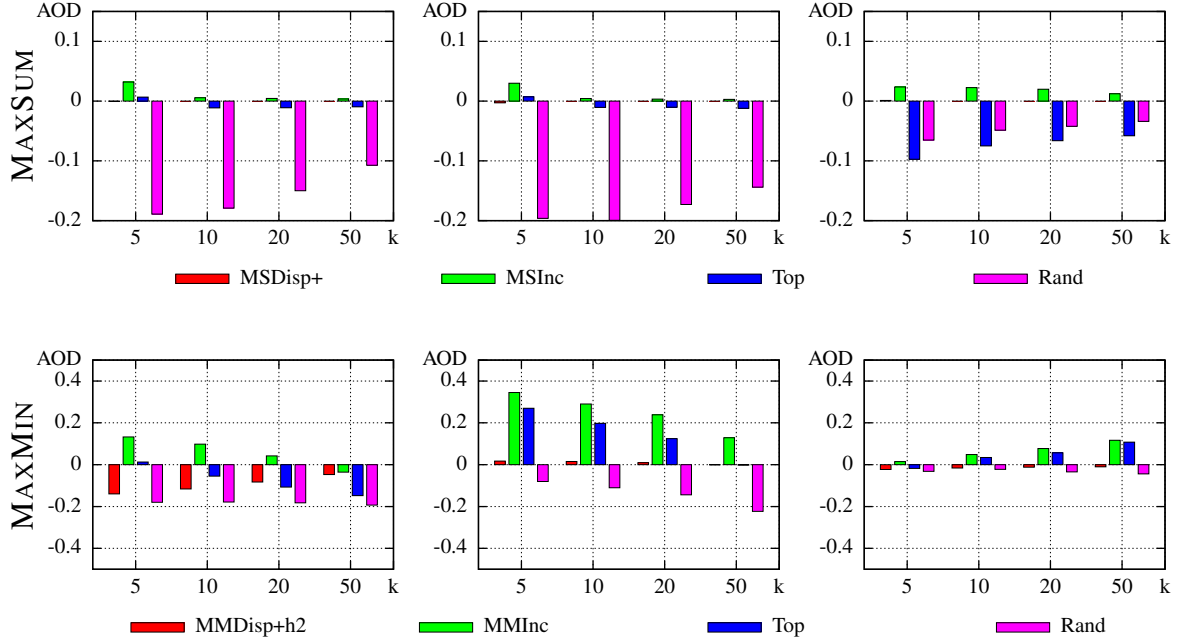 AOD AOD AOD
0.1 0.1 0.1
MAXSUM
0 0 0
-0.1 -0.1 -0.1
-0.2 -0.2 -0.2
5 10 20 50 k 5 10 20 50 k 5 10 20 50 k
MSDisp+ MSInc Top Rand
AOD AOD AOD
0.4 0.4 0.4
0.2 0.2 0.2
MAXMIN
0 0 0
-0.2 -0.2 -0.2
-0.4 -0.4 -0.4
5 10 20 50 k 5 10 20 50 k 5 10 20 50 k
MMDisp+h2 MMInc Top Rand